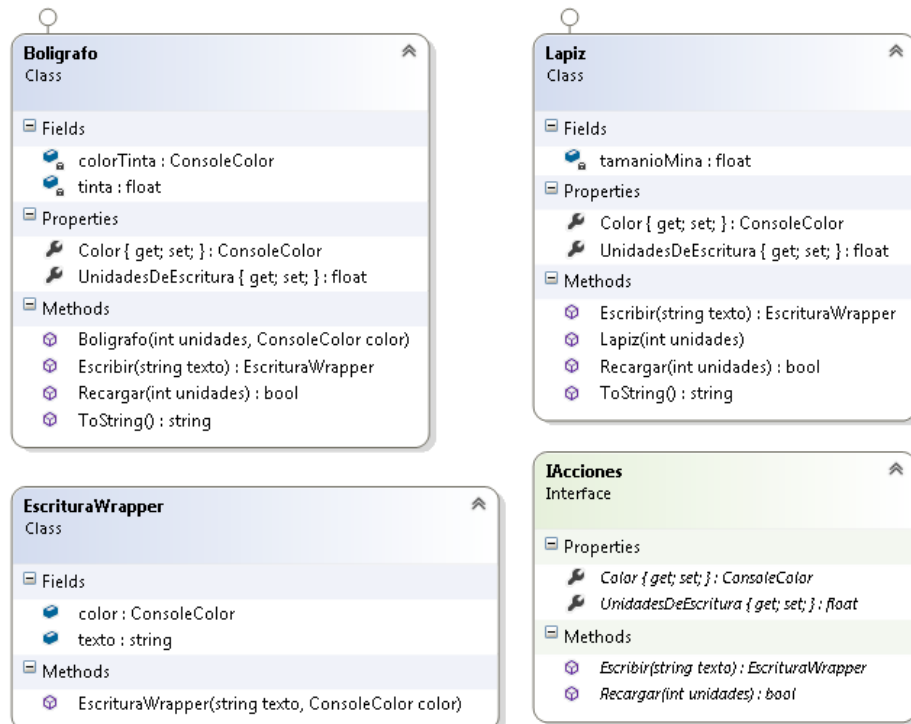 Boligrafo
Class
Fields
colorTinta : ConsoleColor
tinta : float
Properties
Color { get; set; } : ConsoleColor
UnidadesDeEscritura { get; set; } : float
Methods
Boligrafo(int unidades, ConsoleColor color)
Escribir(string texto) : EscrituraWrapper
Recargar(int unidades) : bool
ToString() : string
Lapiz
Class
Fields
tamanioMina : float
Properties
Color { get; set; } : ConsoleColor
UnidadesDeEscritura { get; set; } : float
Methods
Escribir(string texto) : EscrituraWrapper
Lapiz(int unidades)
Recargar(int unidades) : bool
ToString() : string
EscrituraWrapper
Class
Fields
color : ConsoleColor
texto : string
Methods
EscrituraWrapper(string texto, ConsoleColor color)
IAcciones
Interface
Properties
Color { get; set; } : ConsoleColor
UnidadesDeEscritura { get; set; } : float
Methods
Escribir(string texto) : EscrituraWrapper
Recargar(int unidades) : bool